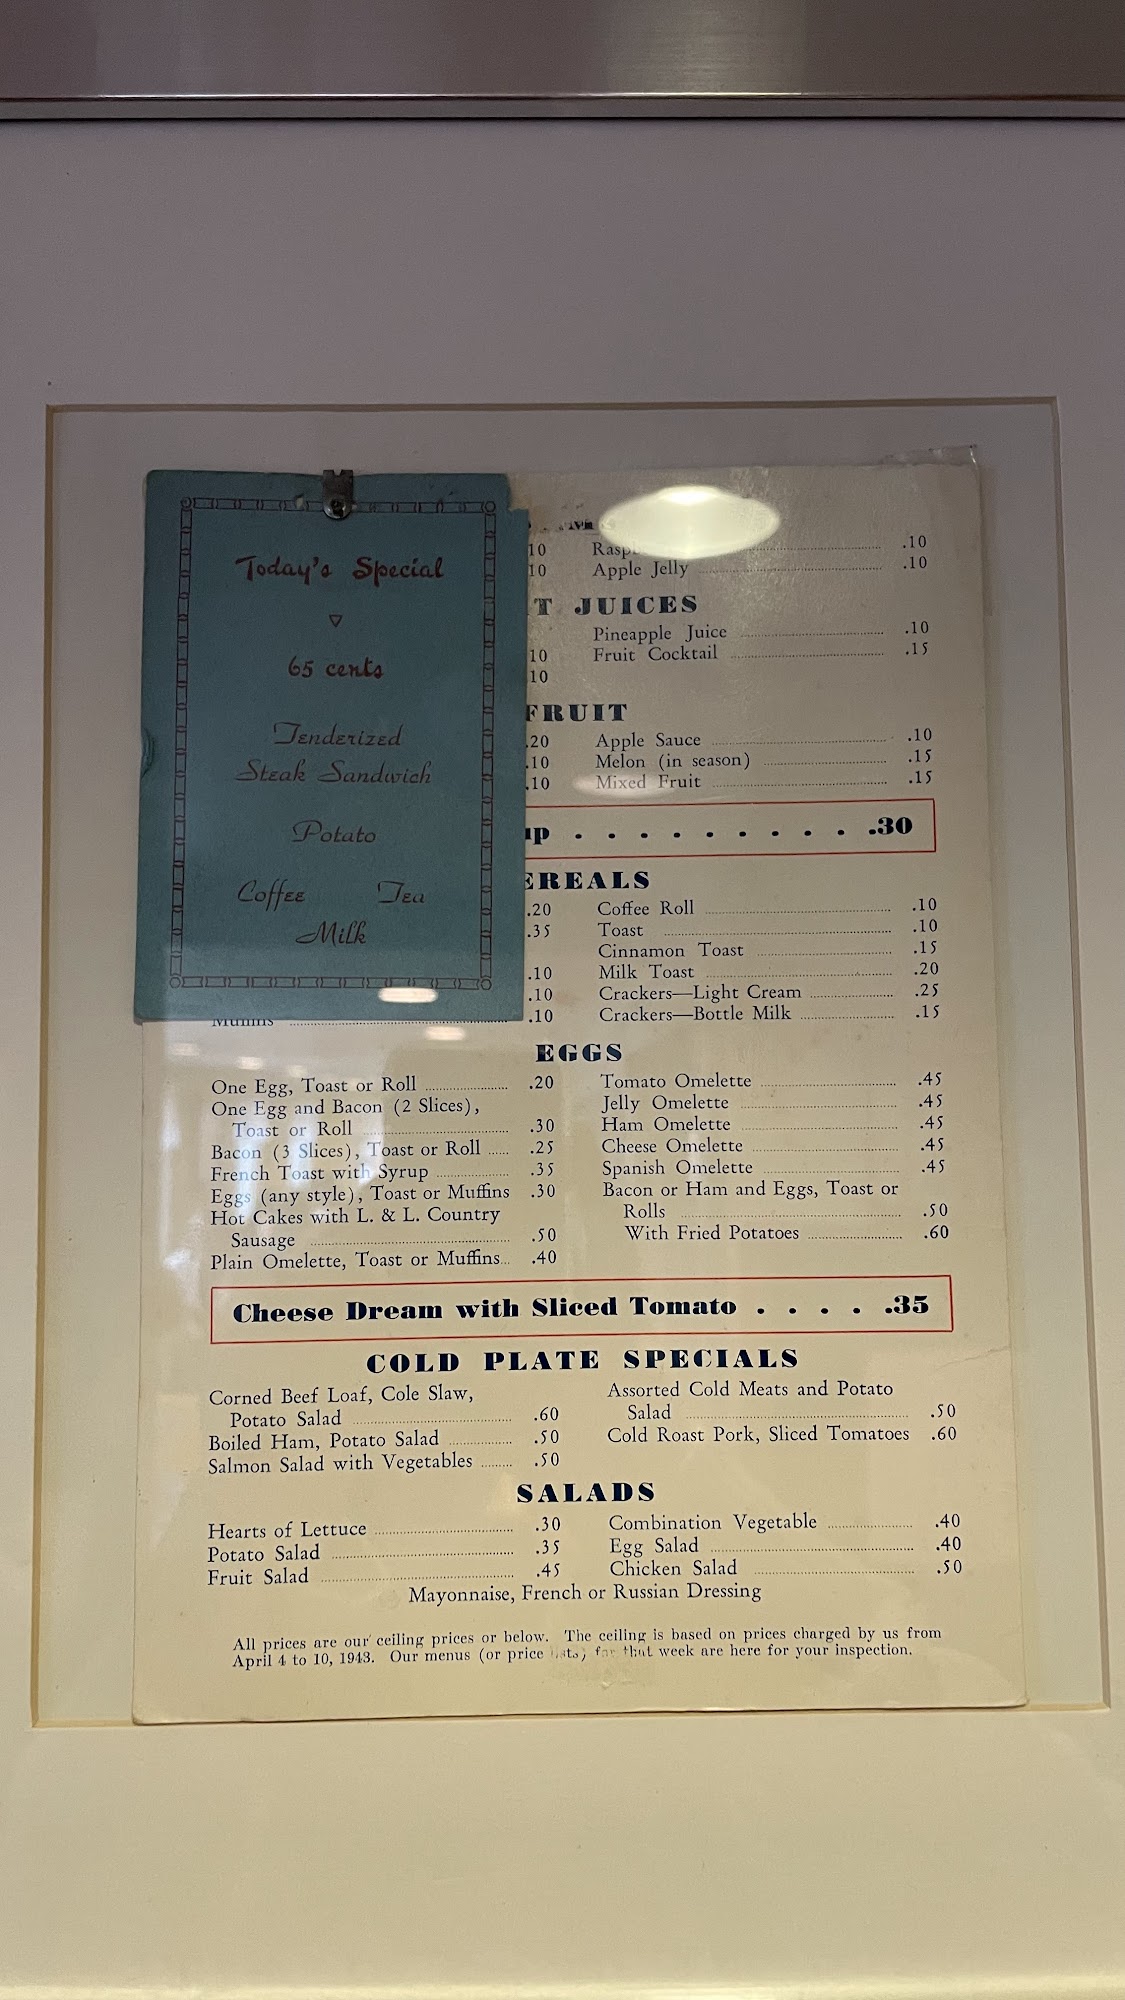 Today's Special
65 cents
Tenderized
Steak Sandwich
Potato
Coffee Tea
Milk
10 .10
10 Apple Jelly .10
T JUICES
Pineapple Juice .10
10 Fruit Cocktail .15
10
FRUIT
.20 Apple Sauce .10
.10 Melon (in season) .15
.10 Mixed Fruit .15
up . . . . . . . . . .30
EREALS
.20 Coffee Roll .10
.35 Toast .10
Cinnamon Toast .15
.10 Milk Toast .20
.10 Crackers—Light Cream .25
Muffins .10 Crackers—Bottle Milk .15
EGGS
One Egg, Toast or Roll .20
One Egg and Bacon (2 Slices),
Toast or Roll .30
Bacon (3 Slices), Toast or Roll .25
French Toast with Syrup .35
Eggs (any style), Toast or Muffins .30
Hot Cakes with L. & L. Country
Sausage .50
Plain Omelette, Toast or Muffins .40
Tomato Omelette .45
Jelly Omelette .45
Ham Omelette .45
Cheese Omelette .45
Spanish Omelette .45
Bacon or Ham and Eggs, Toast or
Rolls .50
With Fried Potatoes .60
Cheese Dream with Sliced Tomato . . . . .35
COLD PLATE SPECIALS
Corned Beef Loaf, Cole Slaw,
Potato Salad .60
Boiled Ham, Potato Salad .50
Salmon Salad with Vegetables .50
Assorted Cold Meats and Potato
Salad .50
Cold Roast Pork, Sliced Tomatoes .60
SALADS
Hearts of Lettuce .30
Potato Salad .35
Fruit Salad .45
Combination Vegetable .40
Egg Salad .40
Chicken Salad .50
Mayonnaise, French or Russian Dressing
All prices are our ceiling prices or below. The ceiling is based on prices charged by us from
April 4 to 10, 1943. Our menus (or price lists) for that week are here for your inspection.